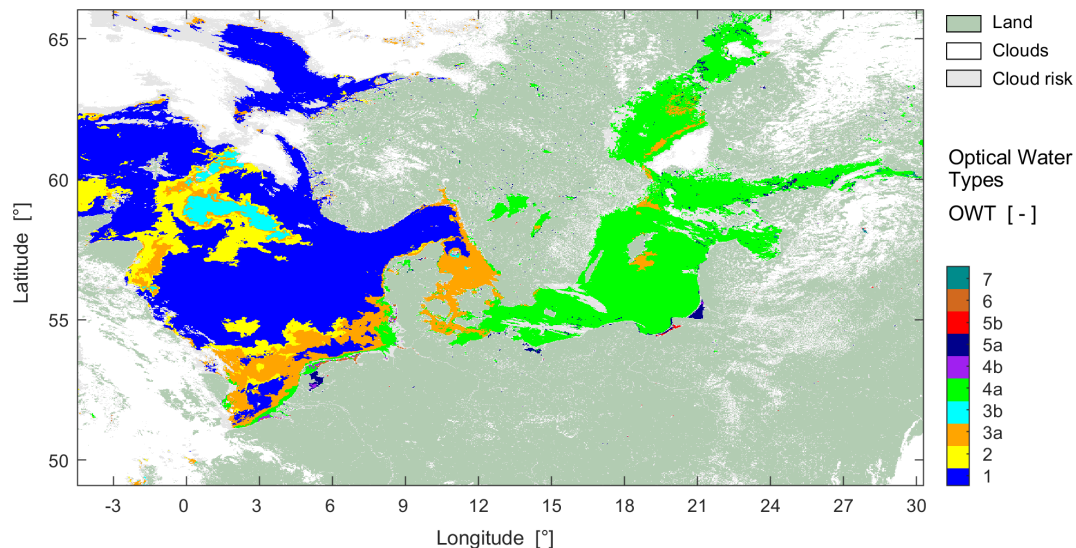 65
60
55
50
Latitude [°]
-3 0 3 6 9 12 15 18 21 24 27 30
Longitude [°]
Land
Clouds
Cloud risk
Optical Water
Types
OWT [ - ]
7
6
5b
5a
4b
4a
3b
3a
2
1